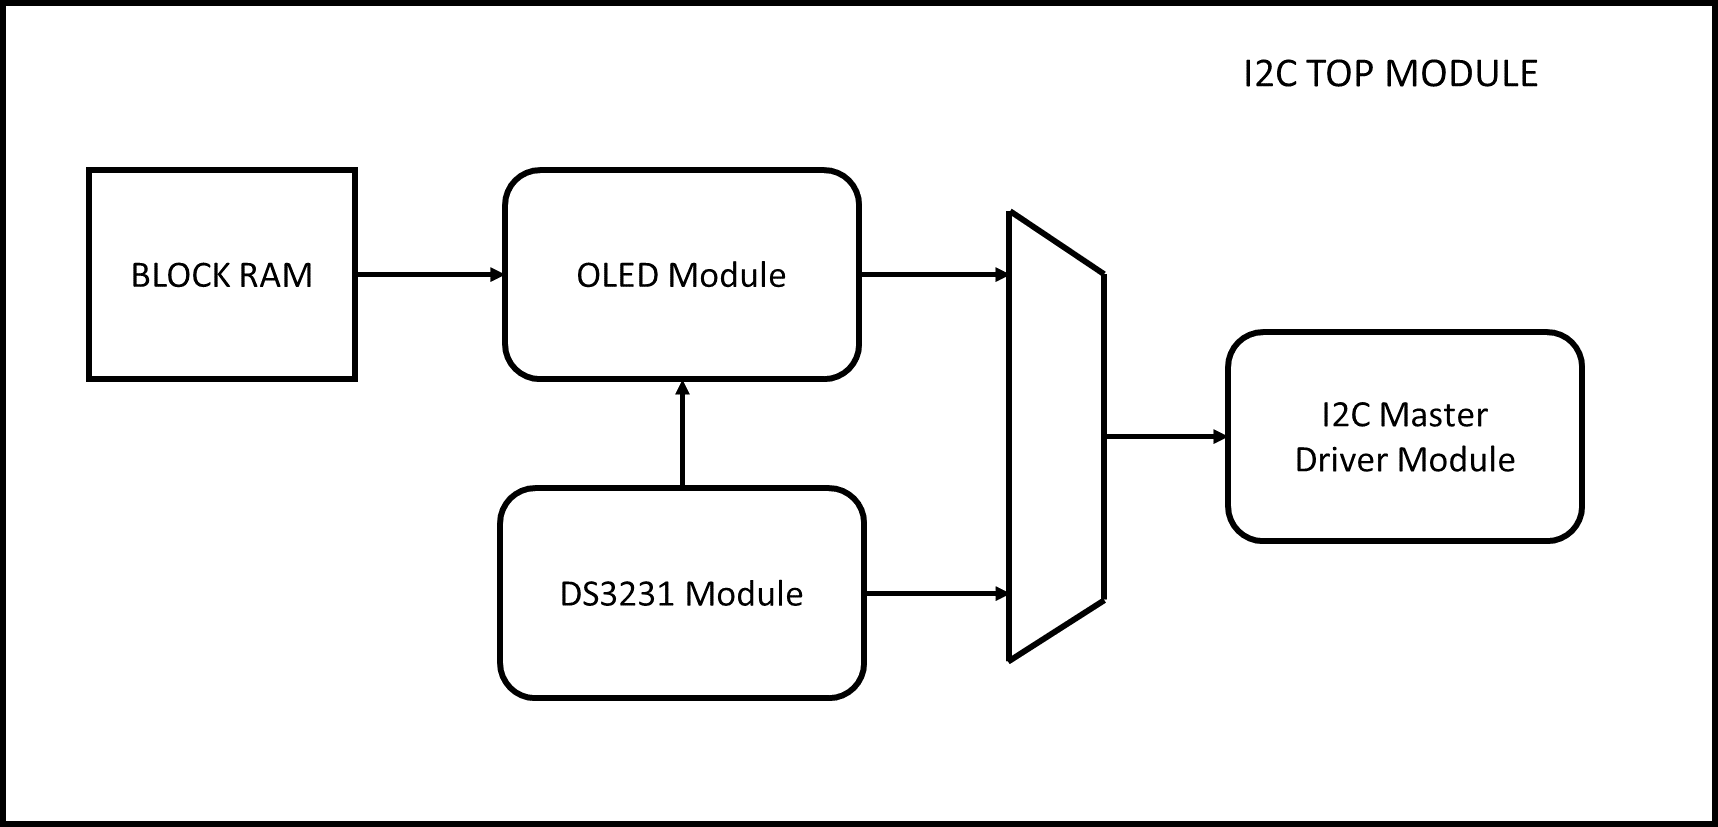 I2C TOP MODULE
BLOCK RAM
OLED Module
I2C Master
Driver Module
DS3231 Module